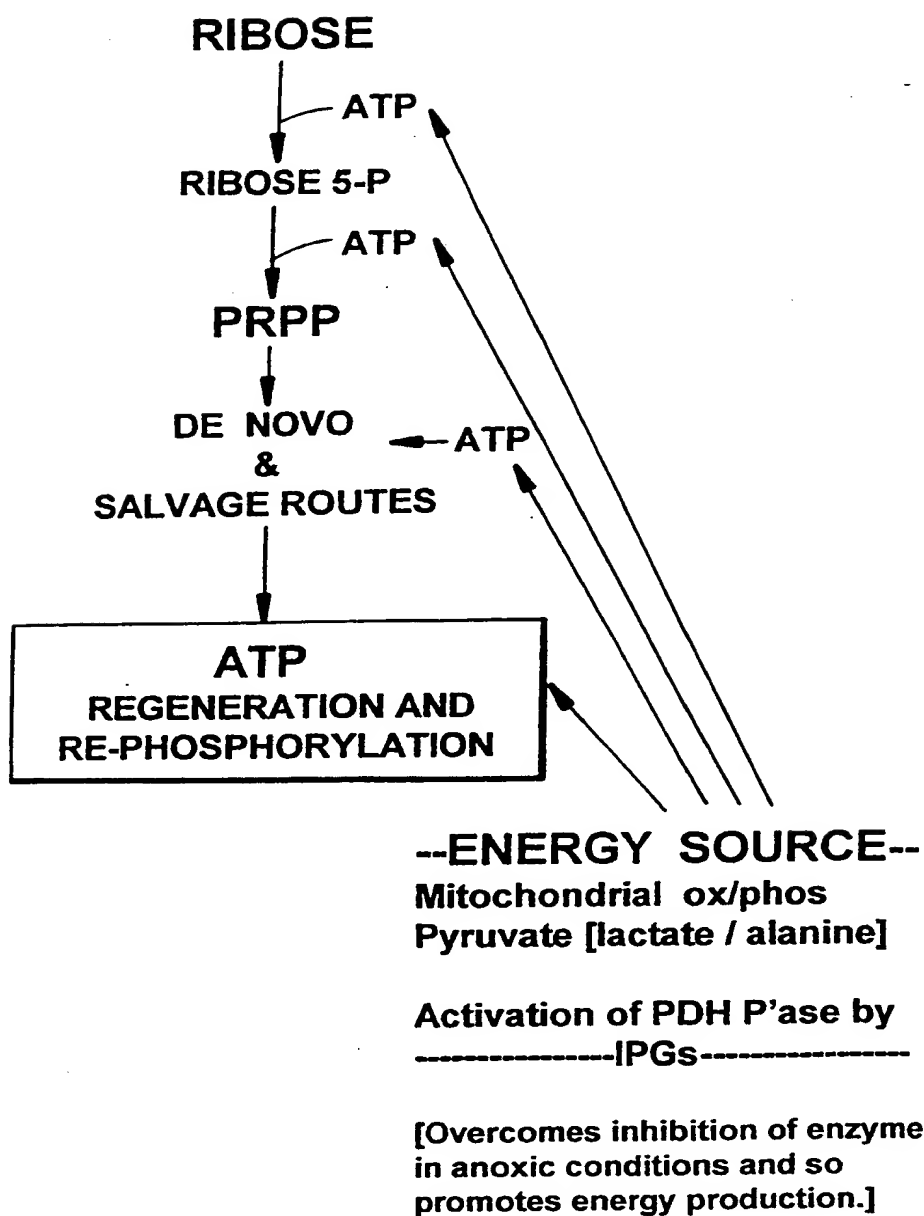 RIBOSE
ATP
RIBOSE 5-P
ATP
PRPP
DE NOVO
&
SALVAGE ROUTES
ATP
ATP
REGENERATION AND
RE-PHOSPHORYLATION
--ENERGY SOURCE--
Mitochondrial ox/phos
Pyruvate [lactate / alanine]
Activation of PDH P'ase by
----------------IPGs------------------
[Overcomes inhibition of enzyme
in anoxic conditions and so
promotes energy production.]